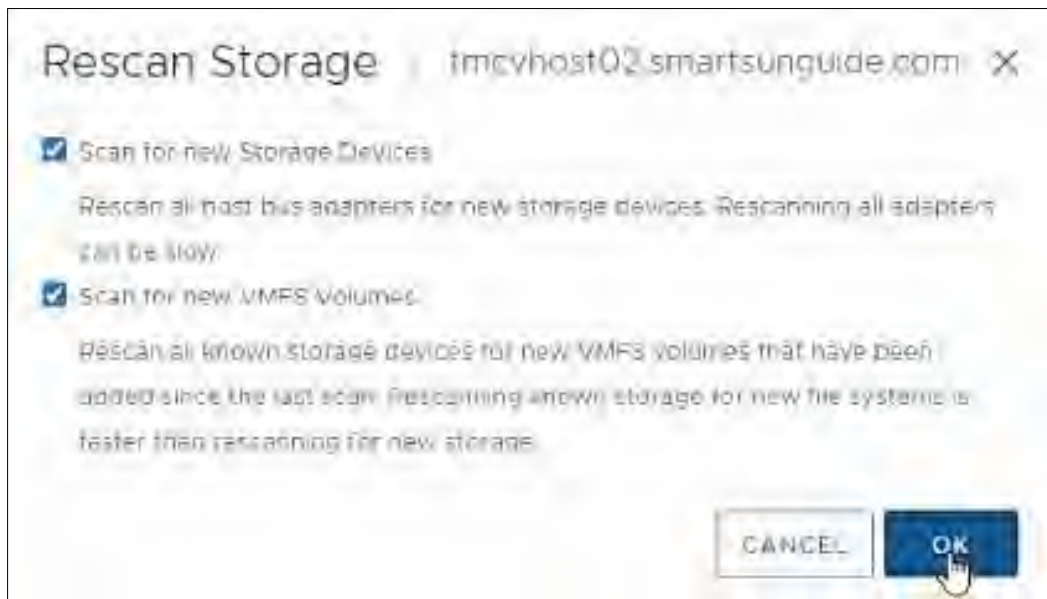 Rescan Storage | tmcvhost02.smartsunguide.com ×
Scan for new Storage Devices
Rescan all host bus adapters for new storage devices. Rescanning all adapters
can be slow.
Scan for new VMFS Volumes
Rescan all known storage devices for new VMFS volumes that have been
added since the last scan. Rescanning known storage for new file systems is
faster than rescanning for new storage.
CANCEL OK